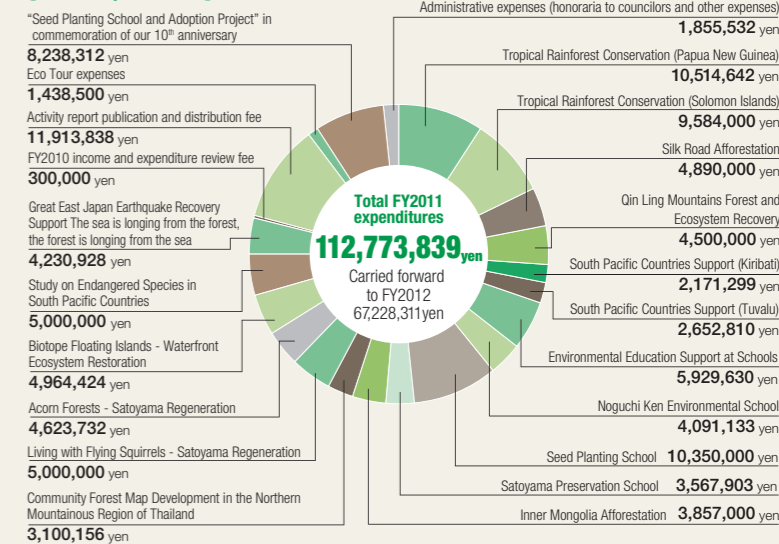 "Seed Planting School and Adoption Project" in
commemoration of our 10th anniversary
8,238,312 yen
Eco Tour expenses
1,438,500 yen
Activity report publication and distribution fee
11,913,838 yen
FY2010 income and expenditure review fee
300,000 yen
Great East Japan Earthquake Recovery
Support The sea is longing from the forest,
the forest is longing from the sea
4,230,928 yen
Study on Endangered Species in
South Pacific Countries
5,000,000 yen
Biotope Floating Islands - Waterfront
Ecosystem Restoration
4,964,424 yen
Acorn Forests - Satoyama Regeneration
4,623,732 yen
Living with Flying Squirrels - Satoyama Regeneration
5,000,000 yen
Community Forest Map Development in the Northern
Mountainous Region of Thailand
3,100,156 yen
Total FY2011
expenditures
112,773,839 yen
Carried forward
to FY2012
67,228,311yen
Administrative expenses (honoraria to councilors and other expenses)
1,855,532 yen
Tropical Rainforest Conservation (Papua New Guinea)
10,514,642 yen
Tropical Rainforest Conservation (Solomon Islands)
9,584,000 yen
Silk Road Afforestation
4,890,000 yen
Qin Ling Mountains Forest and
Ecosystem Recovery
4,500,000 yen
South Pacific Countries Support (Kiribati)
2,171,299 yen
South Pacific Countries Support (Tuvalu)
2,652,810 yen
Environmental Education Support at Schools
5,929,630 yen
Noguchi Ken Environmental School
4,091,133 yen
Seed Planting School 10,350,000 yen
Satoyama Preservation School 3,567,903 yen
Inner Mongolia Afforestation 3,857,000 yen